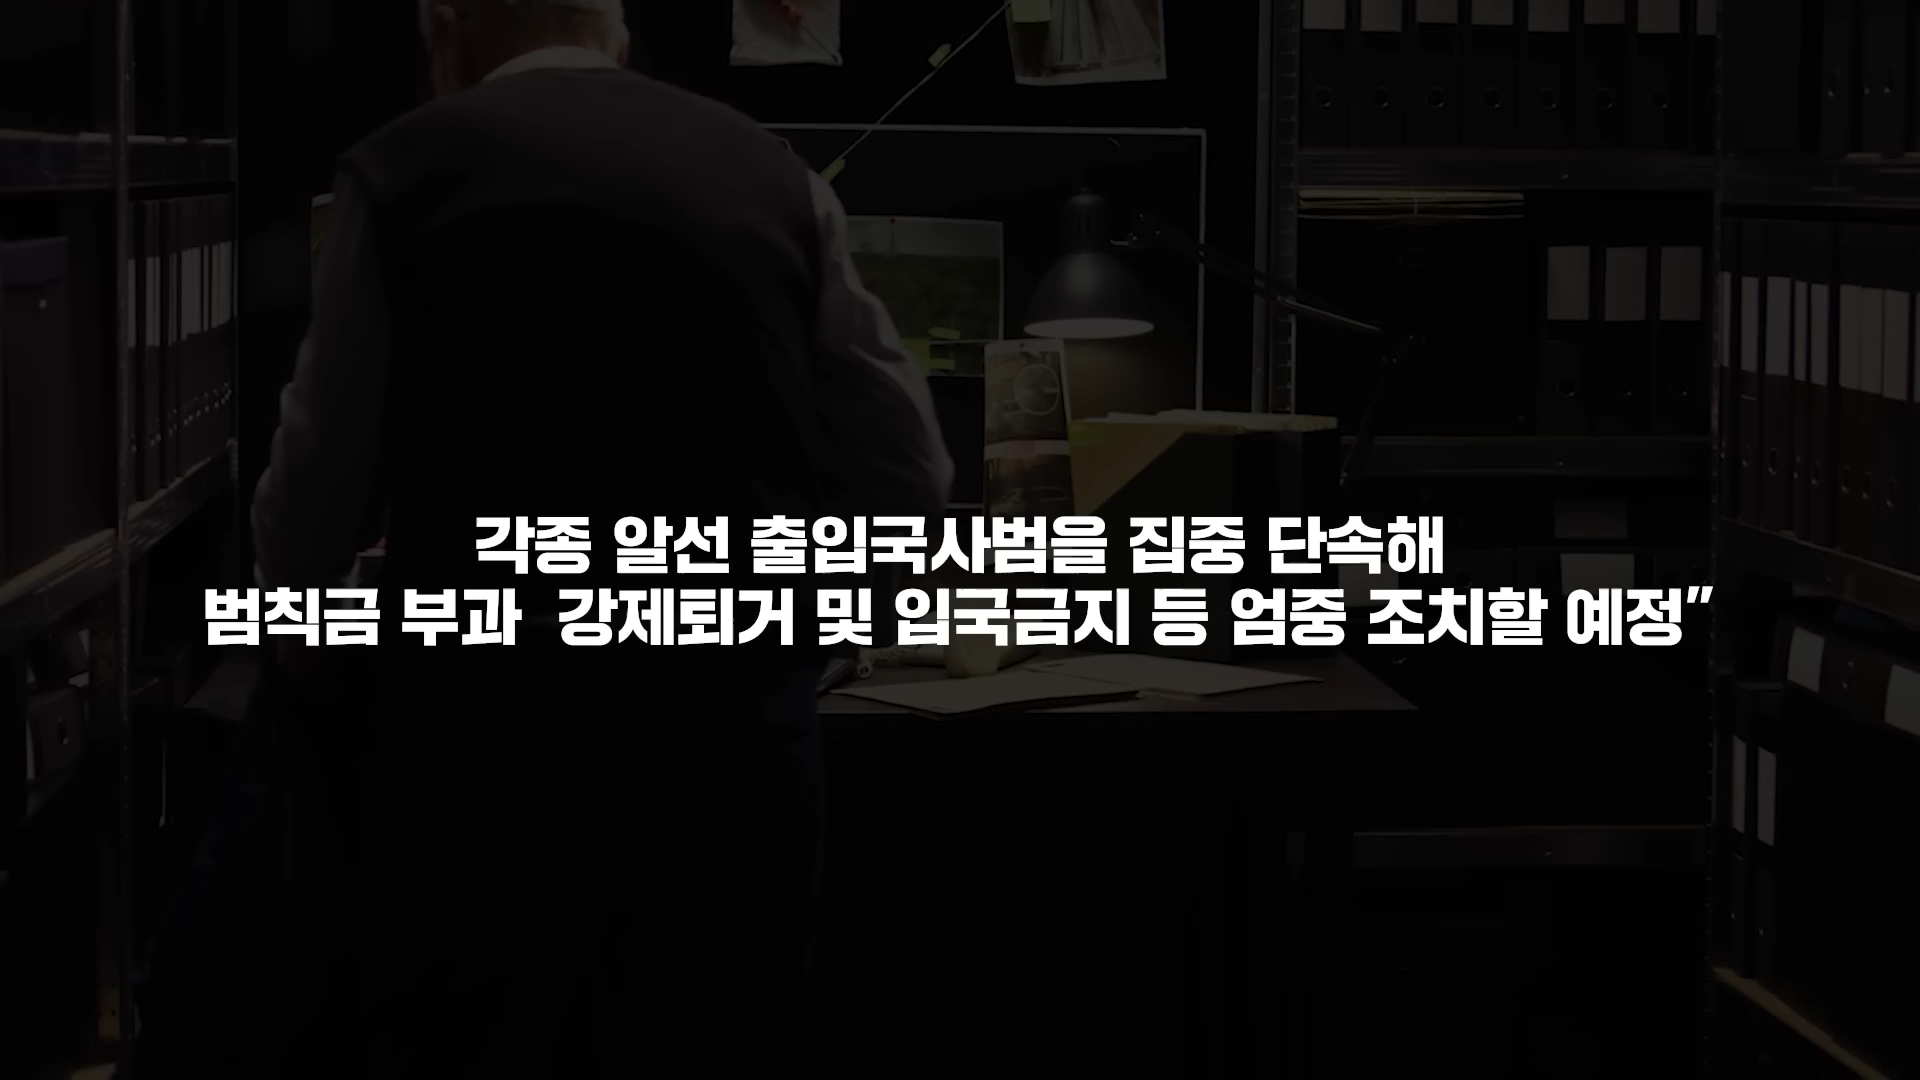 각종 알선 출입국사범을 집중 단속해
범칙금 부과  강제퇴거 및 입국금지 등 엄중 조치할 예정”